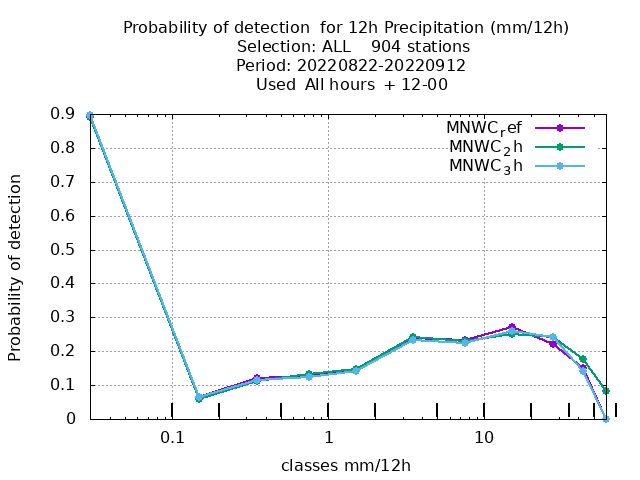 Probability of detection  for 12h Precipitation (mm/12h)
Selection: ALL    904 stations
Period: 20220822-20220912
Used  All hours  + 12-00
MNWC_ref
MNWC_2h
MNWC_3h
Probability of detection
0.9
0.8
0.7
0.6
0.5
0.4
0.3
0.2
0.1
0
0.1 1 10
classes mm/12h